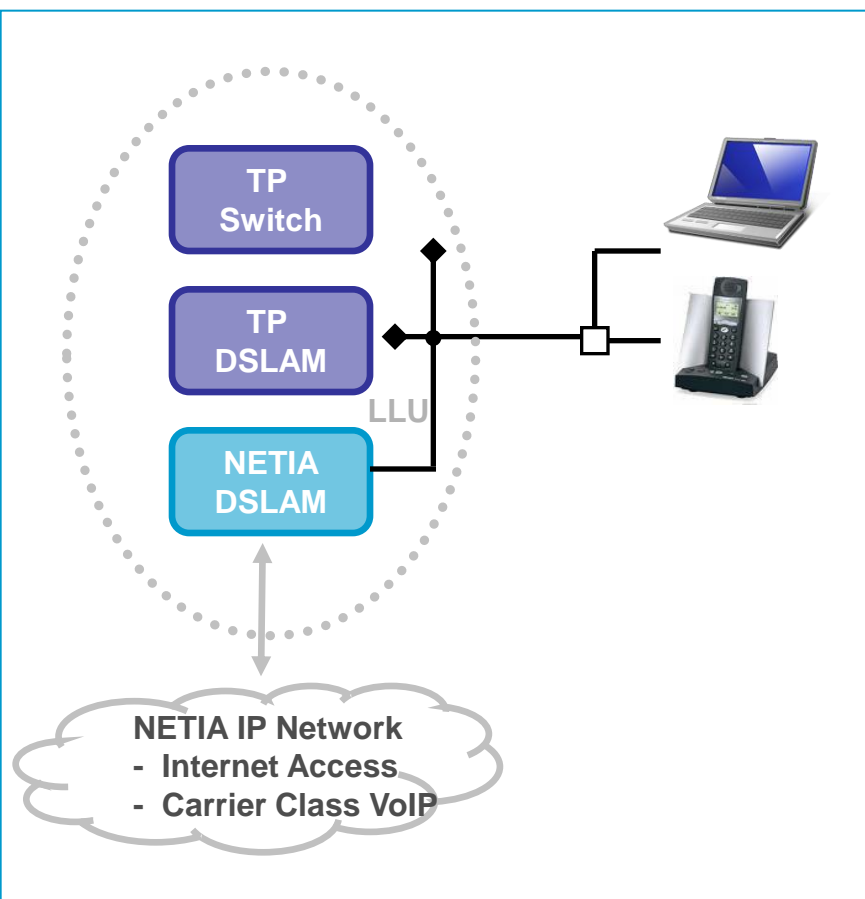 TP
Switch
TP
DSLAM
LLU
NETIA
DSLAM
NETIA IP Network
- Internet Access
- Carrier Class VoIP